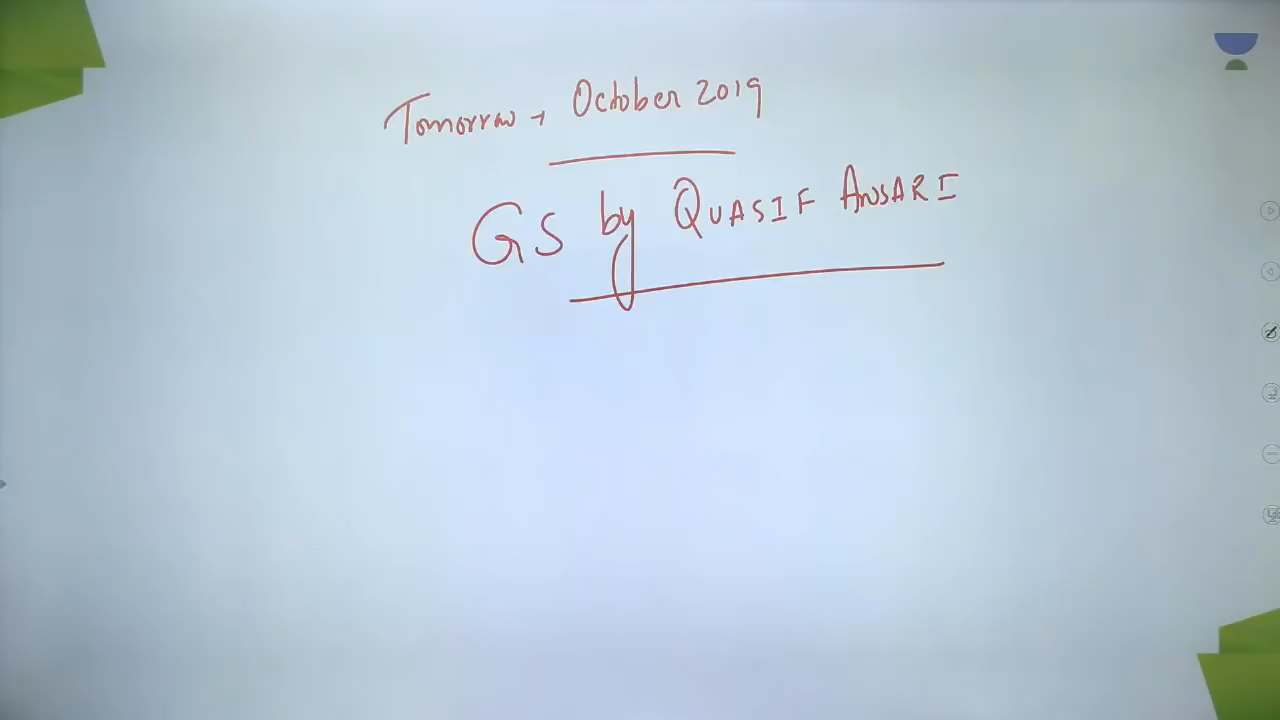 Tomorrow → October 2019
GS by QUASIF ANSARI